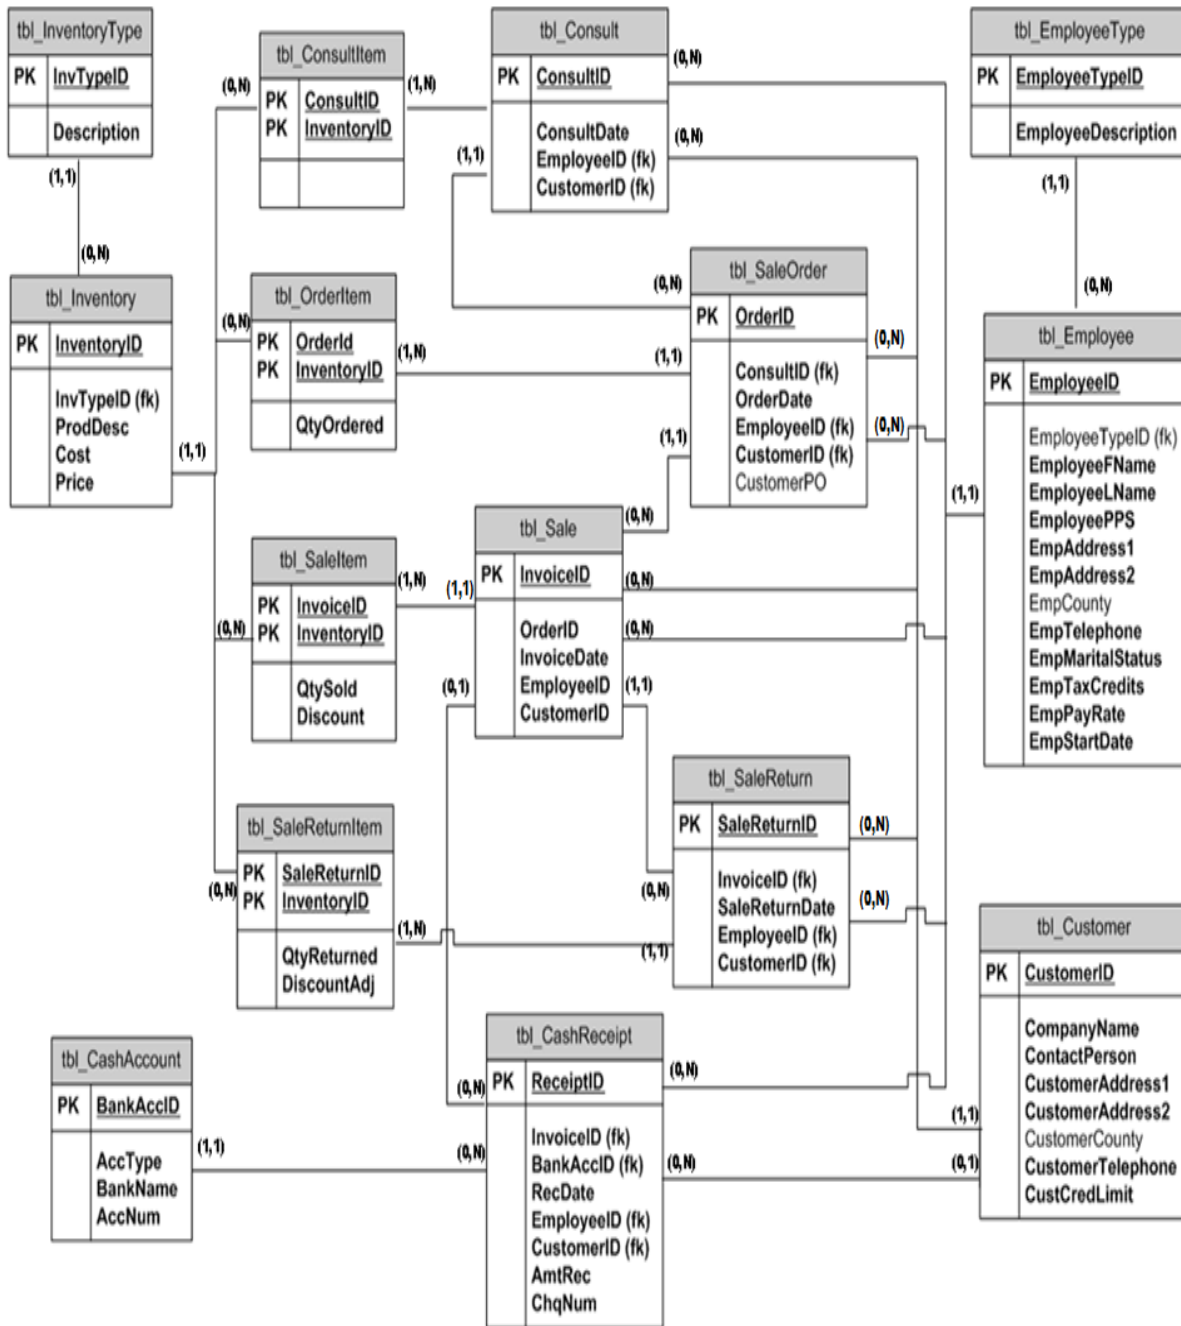 tbl_InventoryType
PK InvTypeID
Description
(1,1)
(0,N)
tbl_Inventory
PK InventoryID
InvTypeID (fk)
ProdDesc
Cost
Price
(1,1)
tbl_ConsultItem
PK ConsultID
PK InventoryID
(0,N)
(1,N)
tbl_Consult
PK ConsultID
ConsultDate
EmployeeID (fk)
CustomerID (fk)
(0,N)
(0,N)
(1,1)
tbl_EmployeeType
PK EmployeeTypeID
EmployeeDescription
(1,1)
(0,N)
tbl_OrderItem
PK OrderId
PK InventoryID
QtyOrdered
(0,N)
(1,N)
tbl_SaleOrder
PK OrderID
ConsultID (fk)
OrderDate
EmployeeID (fk)
CustomerID (fk)
CustomerPO
(0,N)
(1,1)
(1,1)
(0,N)
(0,N)
tbl_Employee
PK EmployeeID
EmployeeTypeID (fk)
EmployeeFName
EmployeeLName
EmployeePPS
EmpAddress1
EmpAddress2
EmpCounty
EmpTelephone
EmpMaritalStatus
EmpTaxCredits
EmpPayRate
EmpStartDate
(1,1)
tbl_SaleItem
PK InvoiceID
PK InventoryID
QtySold
Discount
(0,N)
(1,N)
tbl_Sale
PK InvoiceID
OrderID
InvoiceDate
EmployeeID
CustomerID
(1,1)
(0,1)
(0,N)
(0,N)
(0,N)
(1,1)
tbl_SaleReturnItem
PK SaleReturnID
PK InventoryID
QtyReturned
DiscountAdj
(0,N)
(1,N)
tbl_SaleReturn
PK SaleReturnID
InvoiceID (fk)
SaleReturnDate
EmployeeID (fk)
CustomerID (fk)
(0,N)
(1,1)
(0,N)
(0,N)
tbl_Customer
PK CustomerID
CompanyName
ContactPerson
CustomerAddress1
CustomerAddress2
CustomerCounty
CustomerTelephone
CustCredLimit
(1,1)
(0,1)
tbl_CashAccount
PK BankAccID
AccType
BankName
AccNum
(1,1)
tbl_CashReceipt
PK ReceiptID
InvoiceID (fk)
BankAccID (fk)
RecDate
EmployeeID (fk)
CustomerID (fk)
AmtRec
ChqNum
(0,N)
(0,N)
(0,N)
(0,N)